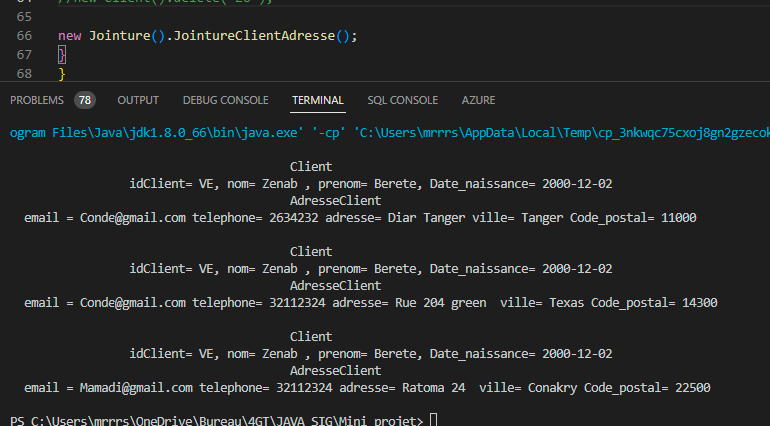 65
66 new Jointure().JointureClientAdresse();
67 }
68 }
PROBLEMS 78 OUTPUT DEBUG CONSOLE TERMINAL SQL CONSOLE AZURE
ogram Files\Java\jdk1.8.0_66\bin\java.exe' '-cp' 'C:\Users\mrrrs\AppData\Local\Temp\cp_3nkwqc75cxoj8gn2gzecok
Client
idClient= VE, nom= Zenab , prenom= Berete, Date_naissance= 2000-12-02
AdresseClient
email = Conde@gmail.com telephone= 2634232 adresse= Diar Tanger ville= Tanger Code_postal= 11000
Client
idClient= VE, nom= Zenab , prenom= Berete, Date_naissance= 2000-12-02
AdresseClient
email = Conde@gmail.com telephone= 32112324 adresse= Rue 204 green  ville= Texas Code_postal= 14300
Client
idClient= VE, nom= Zenab , prenom= Berete, Date_naissance= 2000-12-02
AdresseClient
email = Mamadi@gmail.com telephone= 32112324 adresse= Ratoma 24  ville= Conakry Code_postal= 22500
PS C:\Users\mrrrs\OneDrive\Bureau\4GT\JAVA SIG\Mini projet>